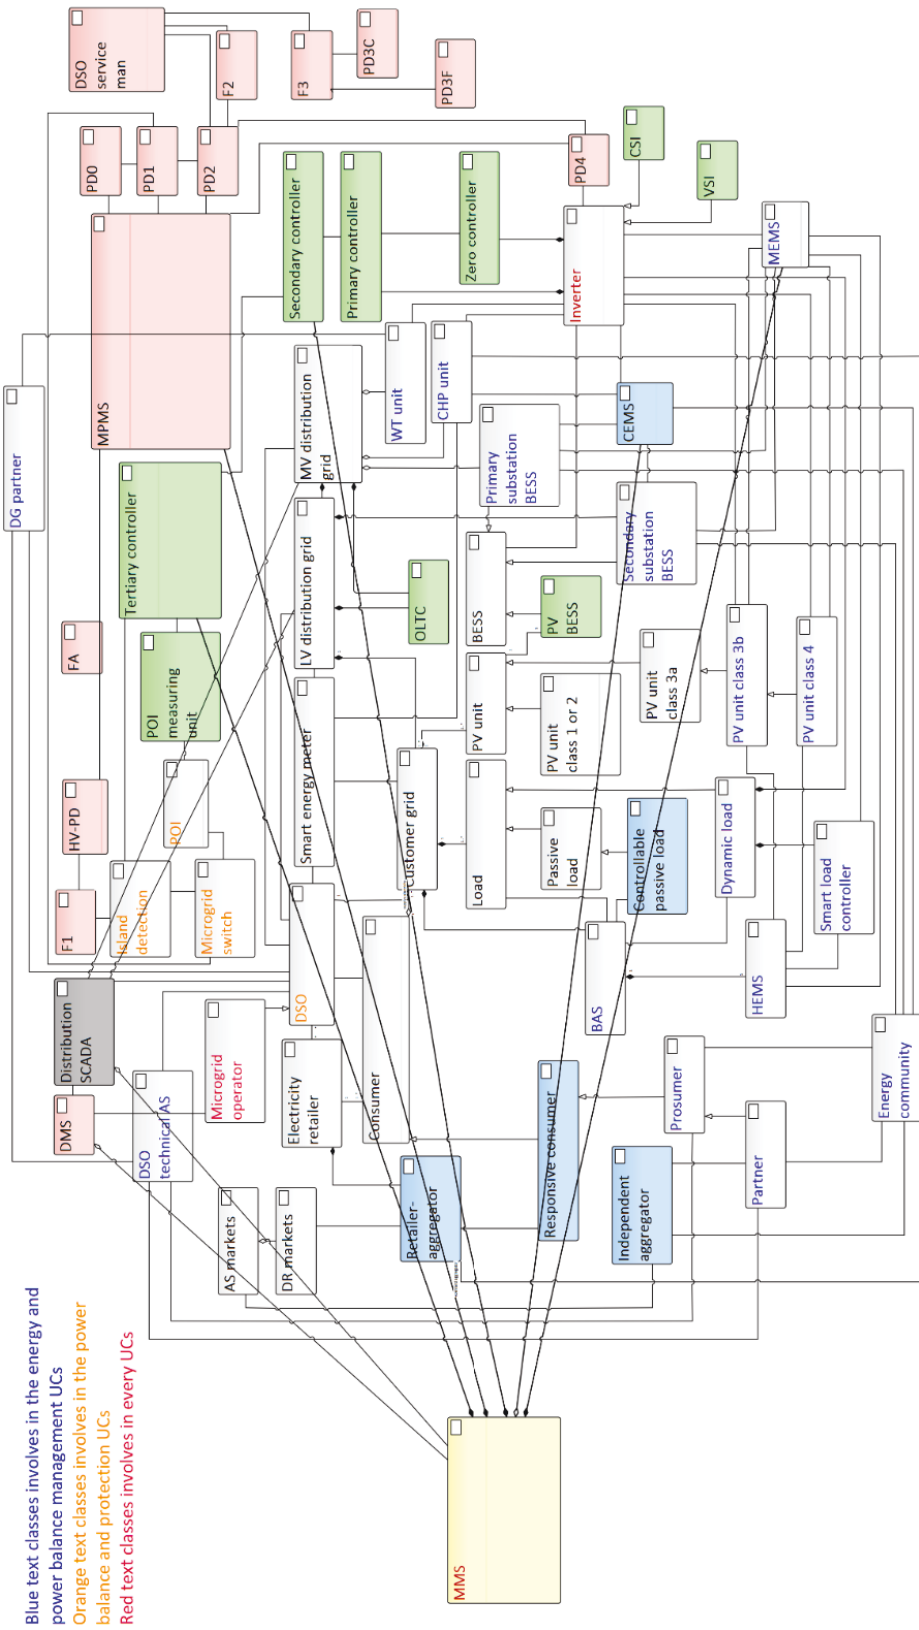 Blue text classes involves in the energy and
power balance management UCs
Orange text classes involves in the power
balance and protection UCs
Red text classes involves in every UCs
MMS
DMS
Distribution
SCADA
F1
HV-PD
FA
DG partner
MPMS
PD0
PD1
PD2
DSO
service
man
F2
F3
PD3C
PD3F
DSO
technical AS
Island
detection
Microgrid
switch
POI
POI
measuring
unit
Tertiary controller
Secondary controller
Primary controller
Zero controller
PD4
CSI
VSI
Microgrid
operator
DSO
Smart energy meter
LV distribution grid
MV distribution
grid
WT unit
CHP unit
Inverter
MEMS
AS markets
DR markets
Electricity
retailer
Consumer
Customer grid
OLTC
Primary
substation
BESS
CEMS
Retailer-
aggregator
Load
PV unit
BESS
Secondary
substation
BESS
Responsive consumer
Passive
load
PV unit
class 1 or 2
PV
BESS
Independent
aggregator
BAS
Controllable
passive load
PV unit
class 3a
Prosumer
Dynamic load
PV unit class 3b
Partner
HEMS
Smart load
controller
PV unit class 4
Energy
community